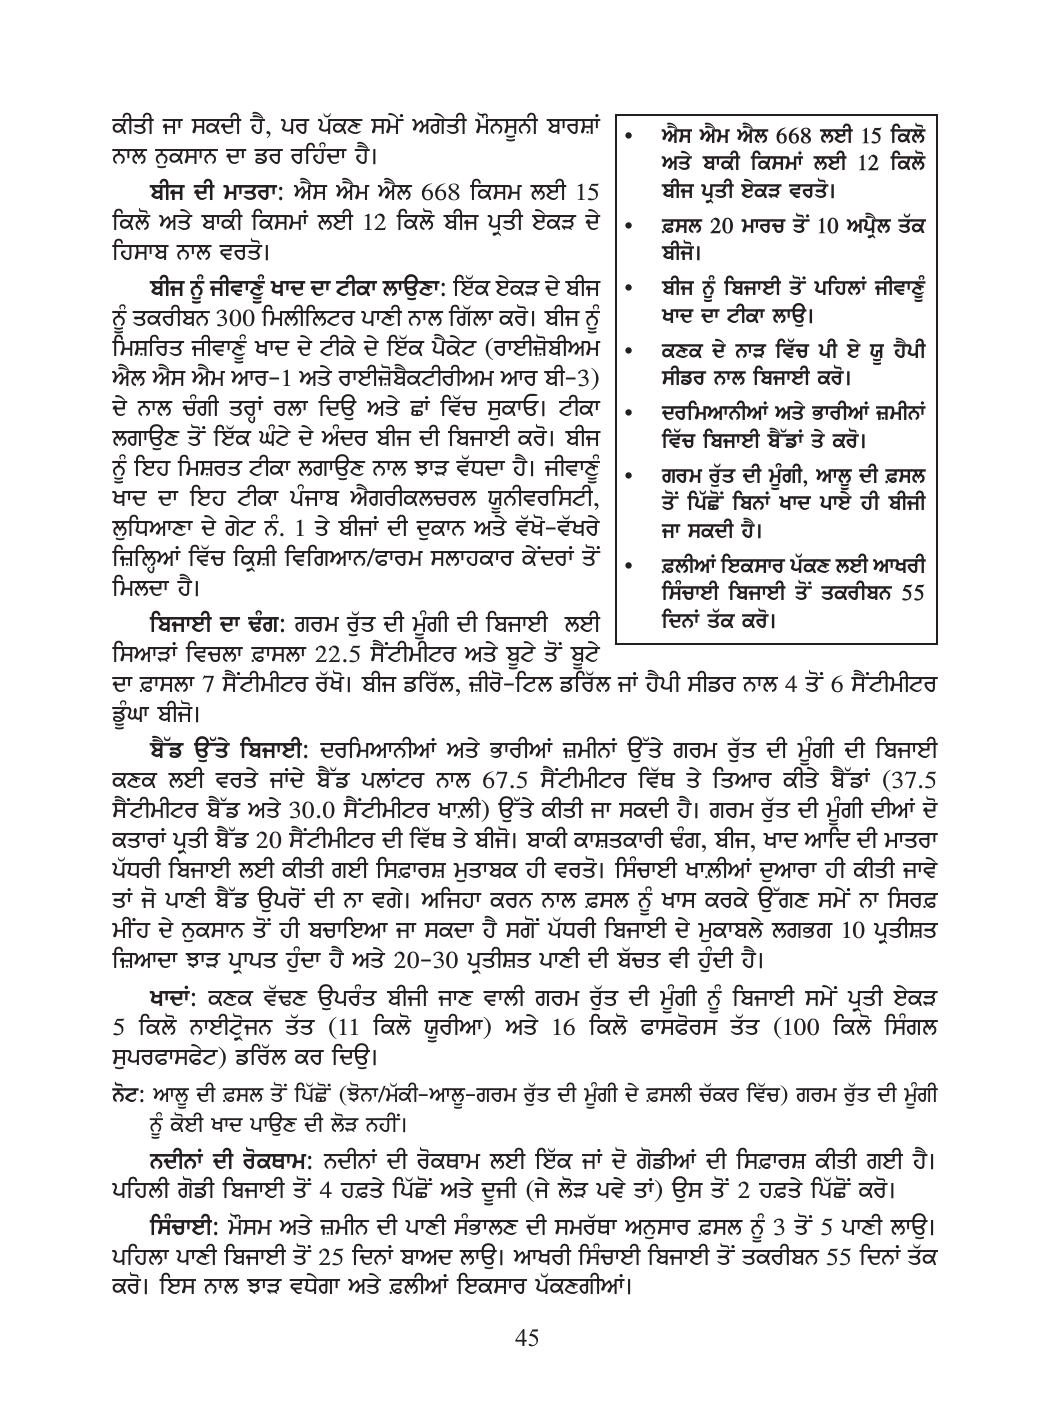 ਕੀਤੀ ਜਾ ਸਕਦੀ ਹੈ, ਪਰ ਪੱਕਣ ਸਮੇਂ ਅਗੇਤੀ ਮੌਨਸੂਨੀ ਬਾਰਸ਼ਾਂ
ਨਾਲ ਨੁਕਸਾਨ ਦਾ ਡਰ ਰਹਿੰਦਾ ਹੈ।
ਬੀਜ ਦੀ ਮਾਤਰਾ: ਐਸ ਐਮ ਐਲ 668 ਕਿਸਮ ਲਈ 15
ਕਿਲੋ ਅਤੇ ਬਾਕੀ ਕਿਸਮਾਂ ਲਈ 12 ਕਿਲੋ ਬੀਜ ਪ੍ਰਤੀ ਏਕੜ ਦੇ
ਹਿਸਾਬ ਨਾਲ ਵਰਤੋ।
ਬੀਜ ਨੂੰ ਜੀਵਾਣੂੰ ਖਾਦ ਦਾ ਟੀਕਾ ਲਾਉਣਾ: ਇੱਕ ਏਕੜ ਦੇ ਬੀਜ
ਨੂੰ ਤਕਰੀਬਨ 300 ਮਿਲੀਲਿਟਰ ਪਾਣੀ ਨਾਲ ਗਿੱਲਾ ਕਰੋ। ਬੀਜ ਨੂੰ
ਮਿਸ਼ਰਿਤ ਜੀਵਾਣੂੰ ਖਾਦ ਦੇ ਟੀਕੇ ਦੇ ਇੱਕ ਪੈਕੇਟ (ਰਾਈਜ਼ੋਬੀਅਮ
ਐਲ ਐਸ ਐਮ ਆਰ-1 ਅਤੇ ਰਾਈਜ਼ੋਬੈਕਟੀਰੀਅਮ ਆਰ ਬੀ-3)
ਦੇ ਨਾਲ ਚੰਗੀ ਤਰ੍ਹਾਂ ਰਲਾ ਦਿਉ ਅਤੇ ਛਾਂ ਵਿੱਚ ਸੁਕਾਓ। ਟੀਕਾ
ਲਗਾਉਣ ਤੋਂ ਇੱਕ ਘੰਟੇ ਦੇ ਅੰਦਰ ਬੀਜ ਦੀ ਬਿਜਾਈ ਕਰੋ। ਬੀਜ
ਨੂੰ ਇਹ ਮਿਸ਼ਰਤ ਟੀਕਾ ਲਗਾਉਣ ਨਾਲ ਝਾੜ ਵੱਧਦਾ ਹੈ। ਜੀਵਾਣੂੰ
ਖਾਦ ਦਾ ਇਹ ਟੀਕਾ ਪੰਜਾਬ ਐਗਰੀਕਲਚਰਲ ਯੂਨੀਵਰਸਿਟੀ,
ਲੁਧਿਆਣਾ ਦੇ ਗੇਟ ਨੰ. 1 ਤੇ ਬੀਜਾਂ ਦੀ ਦੁਕਾਨ ਅਤੇ ਵੱਖੋ-ਵੱਖਰੇ
ਜ਼ਿਲ੍ਹਿਆਂ ਵਿੱਚ ਕ੍ਰਿਸ਼ੀ ਵਿਗਿਆਨ/ਫਾਰਮ ਸਲਾਹਕਾਰ ਕੇਂਦਰਾਂ ਤੋਂ
ਮਿਲਦਾ ਹੈ।
• ਐਸ ਐਮ ਐਲ 668 ਲਈ 15 ਕਿਲੋ
ਅਤੇ ਬਾਕੀ ਕਿਸਮਾਂ ਲਈ 12 ਕਿਲੋ
ਬੀਜ ਪ੍ਰਤੀ ਏਕੜ ਵਰਤੋ।
• ਫ਼ਸਲ 20 ਮਾਰਚ ਤੋਂ 10 ਅਪ੍ਰੈਲ ਤੱਕ
ਬੀਜੋ।
• ਬੀਜ ਨੂੰ ਬਿਜਾਈ ਤੋਂ ਪਹਿਲਾਂ ਜੀਵਾਣੂੰ
ਖਾਦ ਦਾ ਟੀਕਾ ਲਾਉ।
• ਕਣਕ ਦੇ ਨਾੜ ਵਿੱਚ ਪੀ ਏ ਯੂ ਹੈਪੀ
ਸੀਡਰ ਨਾਲ ਬਿਜਾਈ ਕਰੋ।
• ਦਰਮਿਆਨੀਆਂ ਅਤੇ ਭਾਰੀਆਂ ਜ਼ਮੀਨਾਂ
ਵਿੱਚ ਬਿਜਾਈ ਬੈੱਡਾਂ ਤੇ ਕਰੋ।
• ਗਰਮ ਰੁੱਤ ਦੀ ਮੂੰਗੀ, ਆਲੂ ਦੀ ਫ਼ਸਲ
ਤੋਂ ਪਿੱਛੋਂ ਬਿਨਾਂ ਖਾਦ ਪਾਏ ਹੀ ਬੀਜੀ
ਜਾ ਸਕਦੀ ਹੈ।
• ਫ਼ਲੀਆਂ ਇਕਸਾਰ ਪੱਕਣ ਲਈ ਆਖਰੀ
ਸਿੰਚਾਈ ਬਿਜਾਈ ਤੋਂ ਤਕਰੀਬਨ 55
ਦਿਨਾਂ ਤੱਕ ਕਰੋ।
ਬਿਜਾਈ ਦਾ ਢੰਗ: ਗਰਮ ਰੁੱਤ ਦੀ ਮੂੰਗੀ ਦੀ ਬਿਜਾਈ ਲਈ
ਸਿਆੜਾਂ ਵਿਚਲਾ ਫ਼ਾਸਲਾ 22.5 ਸੈਂਟੀਮੀਟਰ ਅਤੇ ਬੂਟੇ ਤੋਂ ਬੂਟੇ
ਦਾ ਫ਼ਾਸਲਾ 7 ਸੈਂਟੀਮੀਟਰ ਰੱਖੋ। ਬੀਜ ਡਰਿੱਲ, ਜ਼ੀਰੋ-ਟਿਲ ਡਰਿੱਲ ਜਾਂ ਹੈਪੀ ਸੀਡਰ ਨਾਲ 4 ਤੋਂ 6 ਸੈਂਟੀਮੀਟਰ
ਡੂੰਘਾ ਬੀਜੋ।
ਬੈੱਡ ਉੱਤੇ ਬਿਜਾਈ: ਦਰਮਿਆਨੀਆਂ ਅਤੇ ਭਾਰੀਆਂ ਜ਼ਮੀਨਾਂ ਉੱਤੇ ਗਰਮ ਰੁੱਤ ਦੀ ਮੂੰਗੀ ਦੀ ਬਿਜਾਈ
ਕਣਕ ਲਈ ਵਰਤੇ ਜਾਂਦੇ ਬੈੱਡ ਪਲਾਂਟਰ ਨਾਲ 67.5 ਸੈਂਟੀਮੀਟਰ ਵਿੱਥ ਤੇ ਤਿਆਰ ਕੀਤੇ ਬੈੱਡਾਂ (37.5
ਸੈਂਟੀਮੀਟਰ ਬੈੱਡ ਅਤੇ 30.0 ਸੈਂਟੀਮੀਟਰ ਖਾਲ਼ੀ) ਉੱਤੇ ਕੀਤੀ ਜਾ ਸਕਦੀ ਹੈ। ਗਰਮ ਰੁੱਤ ਦੀ ਮੂੰਗੀ ਦੀਆਂ ਦੋ
ਕਤਾਰਾਂ ਪ੍ਰਤੀ ਬੈੱਡ 20 ਸੈਂਟੀਮੀਟਰ ਦੀ ਵਿੱਥ ਤੇ ਬੀਜੋ। ਬਾਕੀ ਕਾਸ਼ਤਕਾਰੀ ਢੰਗ, ਬੀਜ, ਖਾਦ ਆਦਿ ਦੀ ਮਾਤਰਾ
ਪੱਧਰੀ ਬਿਜਾਈ ਲਈ ਕੀਤੀ ਗਈ ਸਿਫ਼ਾਰਸ਼ ਮੁਤਾਬਕ ਹੀ ਵਰਤੋ। ਸਿੰਚਾਈ ਖਾਲ਼ੀਆਂ ਦੁਆਰਾ ਹੀ ਕੀਤੀ ਜਾਵੇ
ਤਾਂ ਜੋ ਪਾਣੀ ਬੈੱਡ ਉਪਰੋਂ ਦੀ ਨਾ ਵਗੇ। ਅਜਿਹਾ ਕਰਨ ਨਾਲ ਫ਼ਸਲ ਨੂੰ ਖਾਸ ਕਰਕੇ ਉੱਗਣ ਸਮੇਂ ਨਾ ਸਿਰਫ਼
ਮੀਂਹ ਦੇ ਨੁਕਸਾਨ ਤੋਂ ਹੀ ਬਚਾਇਆ ਜਾ ਸਕਦਾ ਹੈ ਸਗੋਂ ਪੱਧਰੀ ਬਿਜਾਈ ਦੇ ਮੁਕਾਬਲੇ ਲਗਭਗ 10 ਪ੍ਰਤੀਸ਼ਤ
ਜ਼ਿਆਦਾ ਝਾੜ ਪ੍ਰਾਪਤ ਹੁੰਦਾ ਹੈ ਅਤੇ 20-30 ਪ੍ਰਤੀਸ਼ਤ ਪਾਣੀ ਦੀ ਬੱਚਤ ਵੀ ਹੁੰਦੀ ਹੈ।
ਖਾਦਾਂ: ਕਣਕ ਵੱਢਣ ਉਪਰੰਤ ਬੀਜੀ ਜਾਣ ਵਾਲੀ ਗਰਮ ਰੁੱਤ ਦੀ ਮੂੰਗੀ ਨੂੰ ਬਿਜਾਈ ਸਮੇਂ ਪ੍ਰਤੀ ਏਕੜ
5 ਕਿਲੋ ਨਾਈਟ੍ਰੋਜਨ ਤੱਤ (11 ਕਿਲੋ ਯੂਰੀਆ) ਅਤੇ 16 ਕਿਲੋ ਫਾਸਫੋਰਸ ਤੱਤ (100 ਕਿਲੋ ਸਿੰਗਲ
ਸੁਪਰਫਾਸਫੇਟ) ਡਰਿੱਲ ਕਰ ਦਿਉ।
ਨੋਟ: ਆਲੂ ਦੀ ਫ਼ਸਲ ਤੋਂ ਪਿੱਛੋਂ (ਝੋਨਾ/ਮੱਕੀ-ਆਲੂ-ਗਰਮ ਰੁੱਤ ਦੀ ਮੂੰਗੀ ਦੇ ਫ਼ਸਲੀ ਚੱਕਰ ਵਿੱਚ) ਗਰਮ ਰੁੱਤ ਦੀ ਮੂੰਗੀ
ਨੂੰ ਕੋਈ ਖਾਦ ਪਾਉਣ ਦੀ ਲੋੜ ਨਹੀਂ।
ਨਦੀਨਾਂ ਦੀ ਰੋਕਥਾਮ: ਨਦੀਨਾਂ ਦੀ ਰੋਕਥਾਮ ਲਈ ਇੱਕ ਜਾਂ ਦੋ ਗੋਡੀਆਂ ਦੀ ਸਿਫ਼ਾਰਸ਼ ਕੀਤੀ ਗਈ ਹੈ।
ਪਹਿਲੀ ਗੋਡੀ ਬਿਜਾਈ ਤੋਂ 4 ਹਫ਼ਤੇ ਪਿੱਛੋਂ ਅਤੇ ਦੂਜੀ (ਜੇ ਲੋੜ ਪਵੇ ਤਾਂ) ਉਸ ਤੋਂ 2 ਹਫ਼ਤੇ ਪਿੱਛੋਂ ਕਰੋ।
ਸਿੰਚਾਈ: ਮੌਸਮ ਅਤੇ ਜ਼ਮੀਨ ਦੀ ਪਾਣੀ ਸੰਭਾਲਣ ਦੀ ਸਮਰੱਥਾ ਅਨੁਸਾਰ ਫ਼ਸਲ ਨੂੰ 3 ਤੋਂ 5 ਪਾਣੀ ਲਾਉ।
ਪਹਿਲਾ ਪਾਣੀ ਬਿਜਾਈ ਤੋਂ 25 ਦਿਨਾਂ ਬਾਅਦ ਲਾਉ। ਆਖਰੀ ਸਿੰਚਾਈ ਬਿਜਾਈ ਤੋਂ ਤਕਰੀਬਨ 55 ਦਿਨਾਂ ਤੱਕ
ਕਰੋ। ਇਸ ਨਾਲ ਝਾੜ ਵਧੇਗਾ ਅਤੇ ਫ਼ਲੀਆਂ ਇਕਸਾਰ ਪੱਕਣਗੀਆਂ।
45